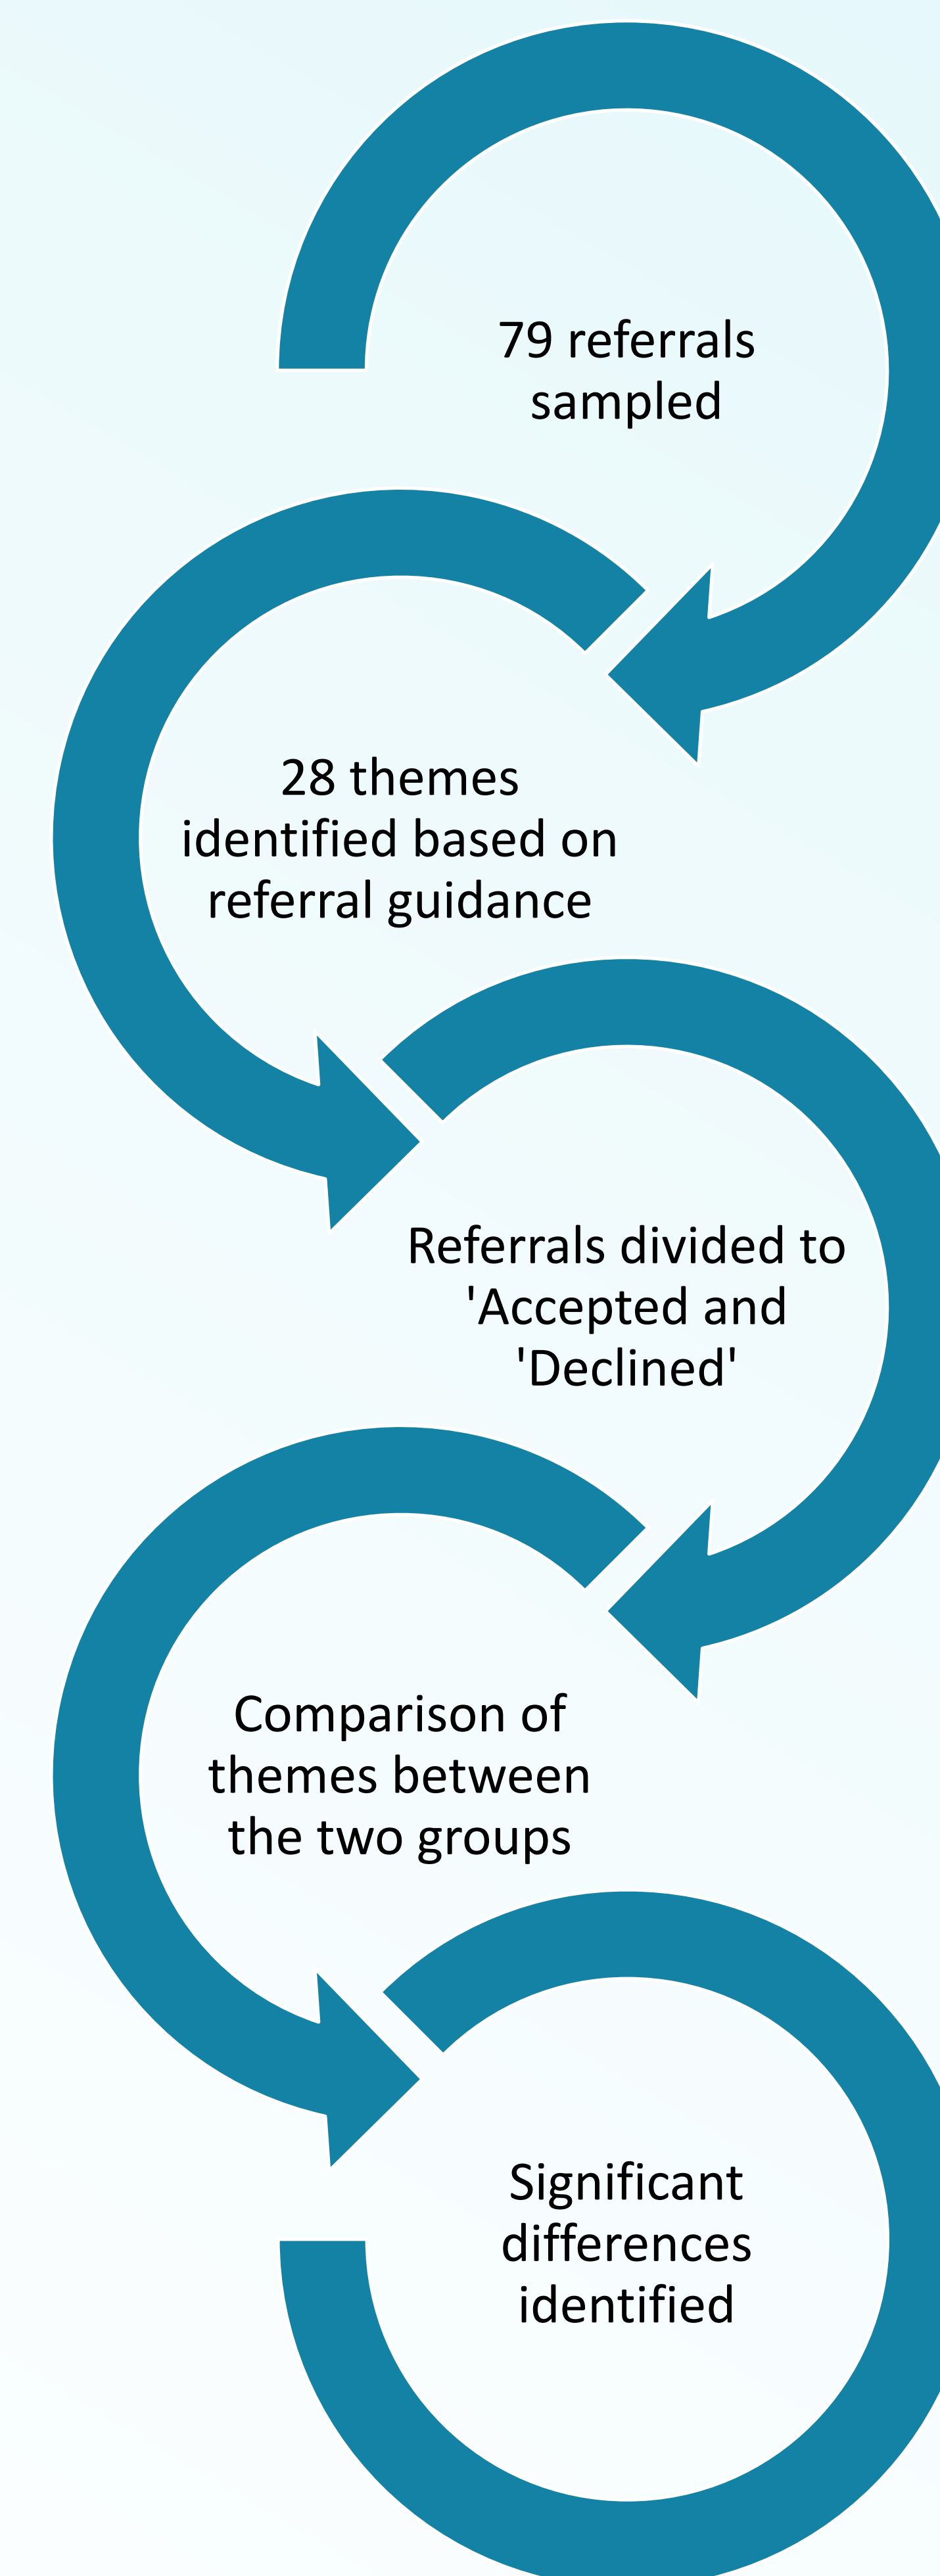 79 referrals
sampled
28 themes
identified based on
referral guidance
Referrals divided to
'Accepted and
'Declined'
Comparison of
themes between
the two groups
Significant
differences
identified